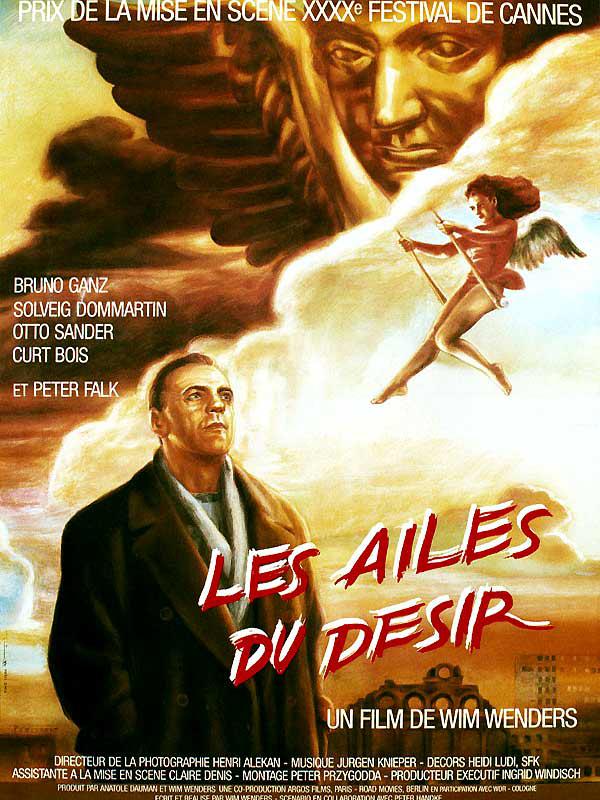 PRIX DE LA MISE EN SCENE XXXXe FESTIVAL DE CANNES
BRUNO GANZ
SOLVEIG DOMMARTIN
OTTO SANDER
CURT BOIS
ET PETER FALK
LES AILES
DU DESIR
UN FILM DE WIM WENDERS
DIRECTEUR DE LA PHOTOGRAPHIE HENRI ALEKAN - MUSIQUE JURGEN KNIEPER - DECORS HEIDI LUDI, SFK
ASSISTANTE A LA MISE EN SCENE CLAIRE DENIS - MONTAGE PETER PRZYGODDA - PRODUCTEUR EXECUTIF INGRID WINDISCH
PRODUIT PAR ANATOLE DAUMAN ET WIM WENDERS UNE CO-PRODUCTION ARGOS FILMS, PARIS - ROAD MOVIES, BERLIN EN PARTICIPATION AVEC WDR - COLOGNE
ECRIT ET REALISE PAR WIM WENDERS - SCENARIO EN COLLABORATION AVEC PETER HANDKE